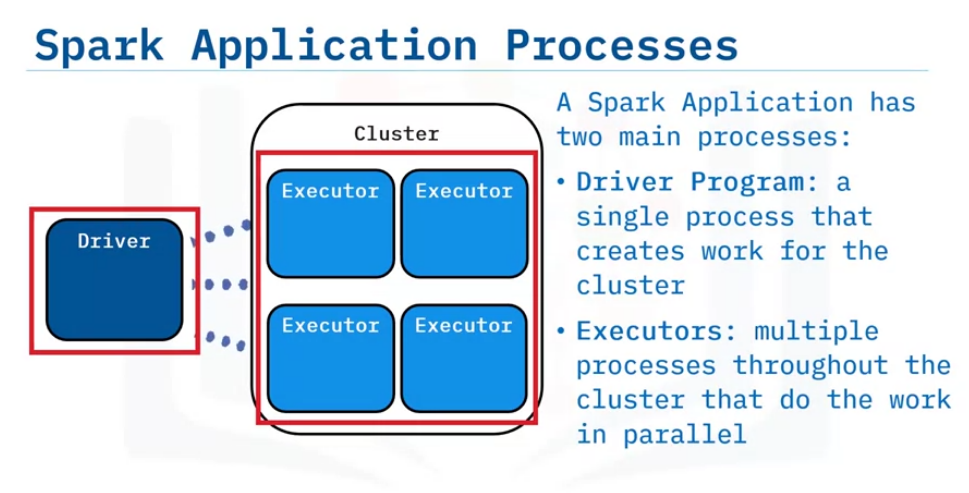 Spark Application Processes
Cluster
Executor Executor
Driver
Executor Executor
A Spark Application has
two main processes:
• Driver Program: a
single process that
creates work for the
cluster
• Executors: multiple
processes throughout the
cluster that do the work
in parallel